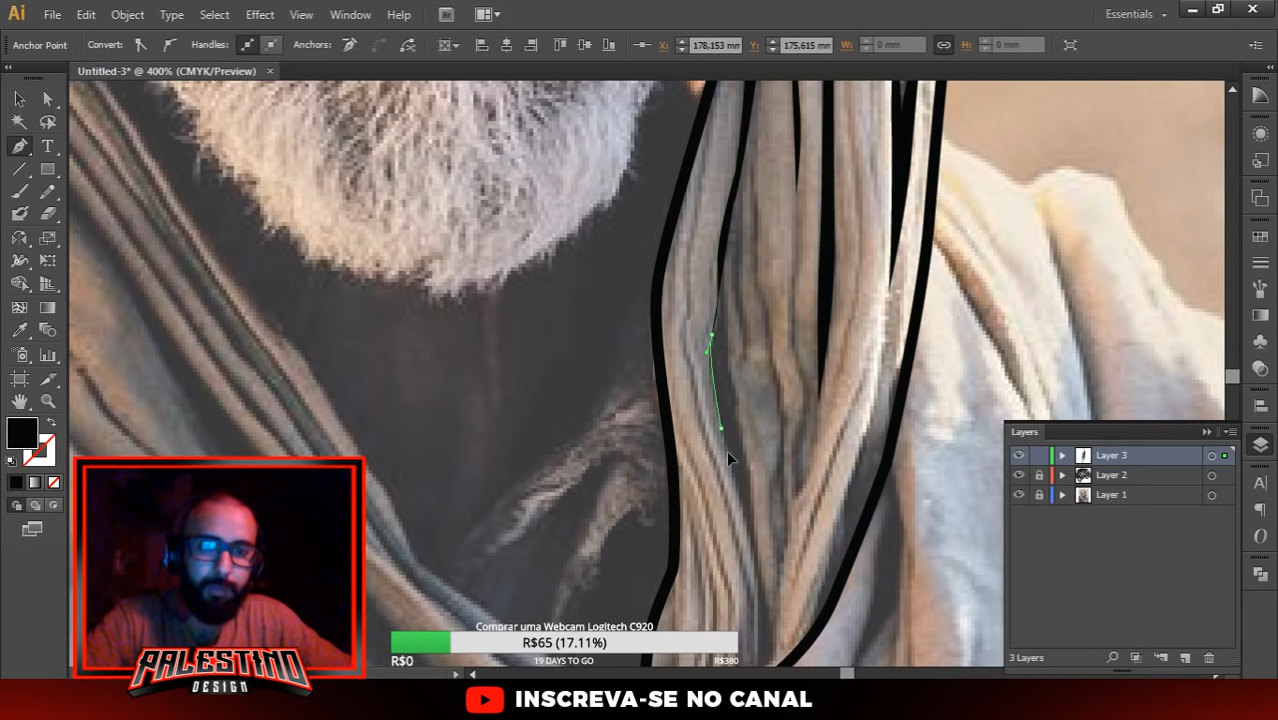 Ai File Edit Object Type Select Effect View Window Help Br Essentials
Anchor Point Convert: Handles: Anchors: X: 178,153 mm Y: 175,615 mm W: 0 mm H: 0 mm
Untitled-3* @ 400% (CMYK/Preview)
Layers
Layer 3
Layer 2
Layer 1
3 Layers
Comprar uma Webcam Logitech C920
R$65 (17.11%)
R$0 19 DAYS TO GO R$380
PALESTINO
DESIGN
INSCREVA-SE NO CANAL